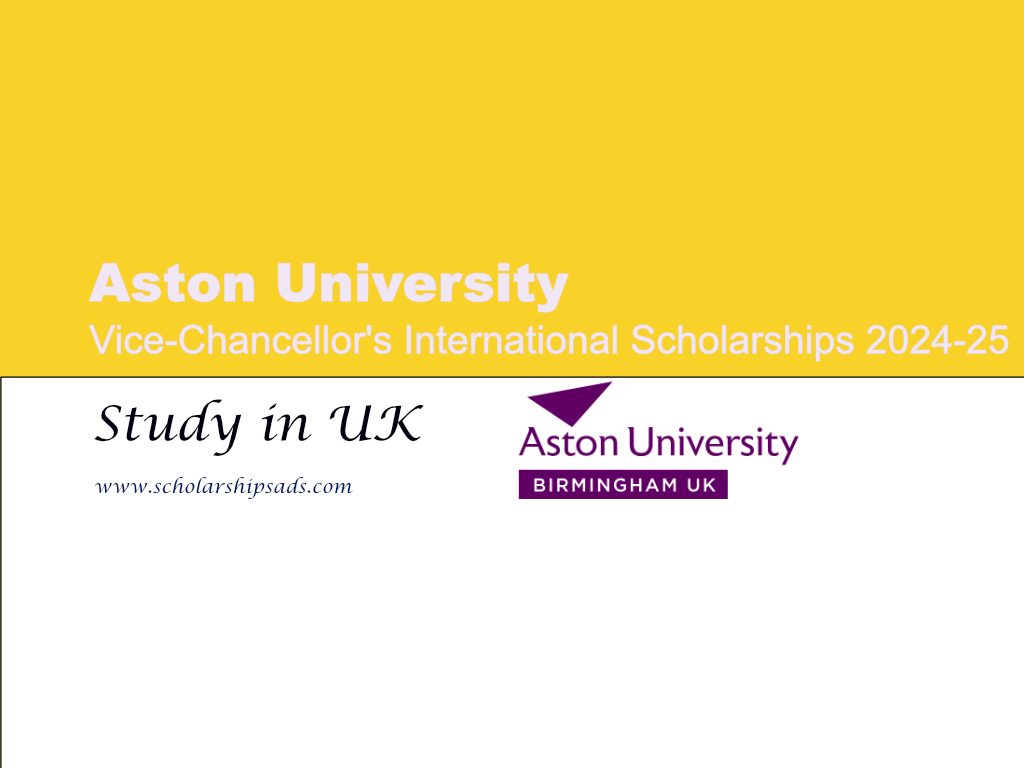 Aston University
Vice-Chancellor's International Scholarships 2024-25
Study in UK
www.scholarshipsads.com
Aston University
BIRMINGHAM UK